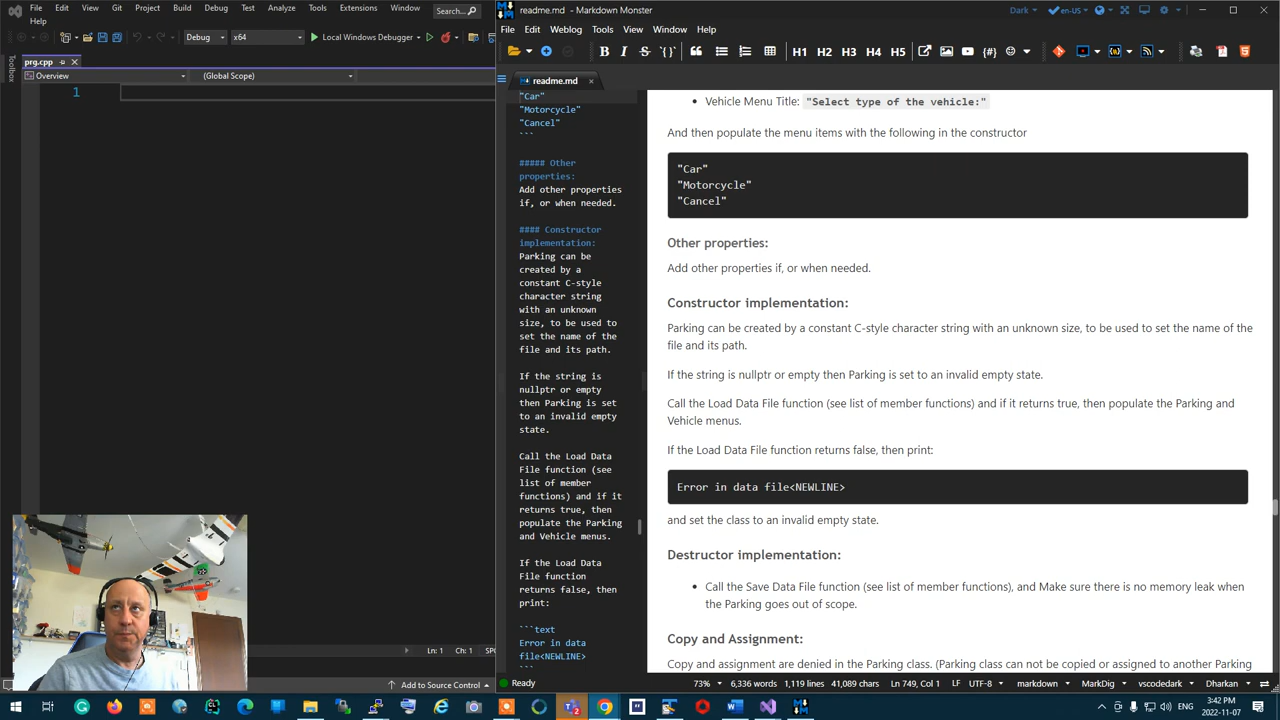 File Edit View Git Project Build Debug Test Analyze Tools Extensions Window Search...
Help
Debug x64 Local Windows Debugger
prg.cpp
Toolbox
Overview (Global Scope)
1
Ln: 1 Ch: 1
Add to Source Control
readme.md - Markdown Monster
Dark en-US
File Edit Weblog Tools Window Help
B I S H1 H2 H3 H4 H5 {#}
readme.md
"Car"
"Motorcycle"
"Cancel"
```
##### Other
properties:
Add other properties
if, or when needed.
#### Constructor
implementation:
Parking can be
created by a
constant C-style
character string
with an unknown
size, to be used to
set the name of the
file and its path.
If the string is
nullptr or empty
then Parking is set
to an invalid empty
state.
Call the Load Data
File function (see
list of member
functions) and if it
returns true, then
populate the Parking
and Vehicle menus.
If the Load Data
File function
returns false, then
print:
```text
Error in data
file<NEWLINE>
```
Vehicle Menu Title: "Select type of the vehicle:"
And then populate the menu items with the following in the constructor
"Car"
"Motorcycle"
"Cancel"
Other properties:
Add other properties if, or when needed.
Constructor implementation:
Parking can be created by a constant C-style character string with an unknown size, to be used to set the name of the
file and its path.
If the string is nullptr or empty then Parking is set to an invalid empty state.
Call the Load Data File function (see list of member functions) and if it returns true, then populate the Parking and
Vehicle menus.
If the Load Data File function returns false, then print:
Error in data file<NEWLINE>
and set the class to an invalid empty state.
Destructor implementation:
Call the Save Data File function (see list of member functions), and Make sure there is no memory leak when
the Parking goes out of scope.
Copy and Assignment:
Copy and assignment are denied in the Parking class. (Parking class can not be copied or assigned to another Parking
Ready 73% 6,336 words 1,119 lines 41,089 chars Ln 749, Col 1 LF UTF-8 markdown MarkDig vscodedark Dharkan
ENG 3:42 PM
2022-11-07